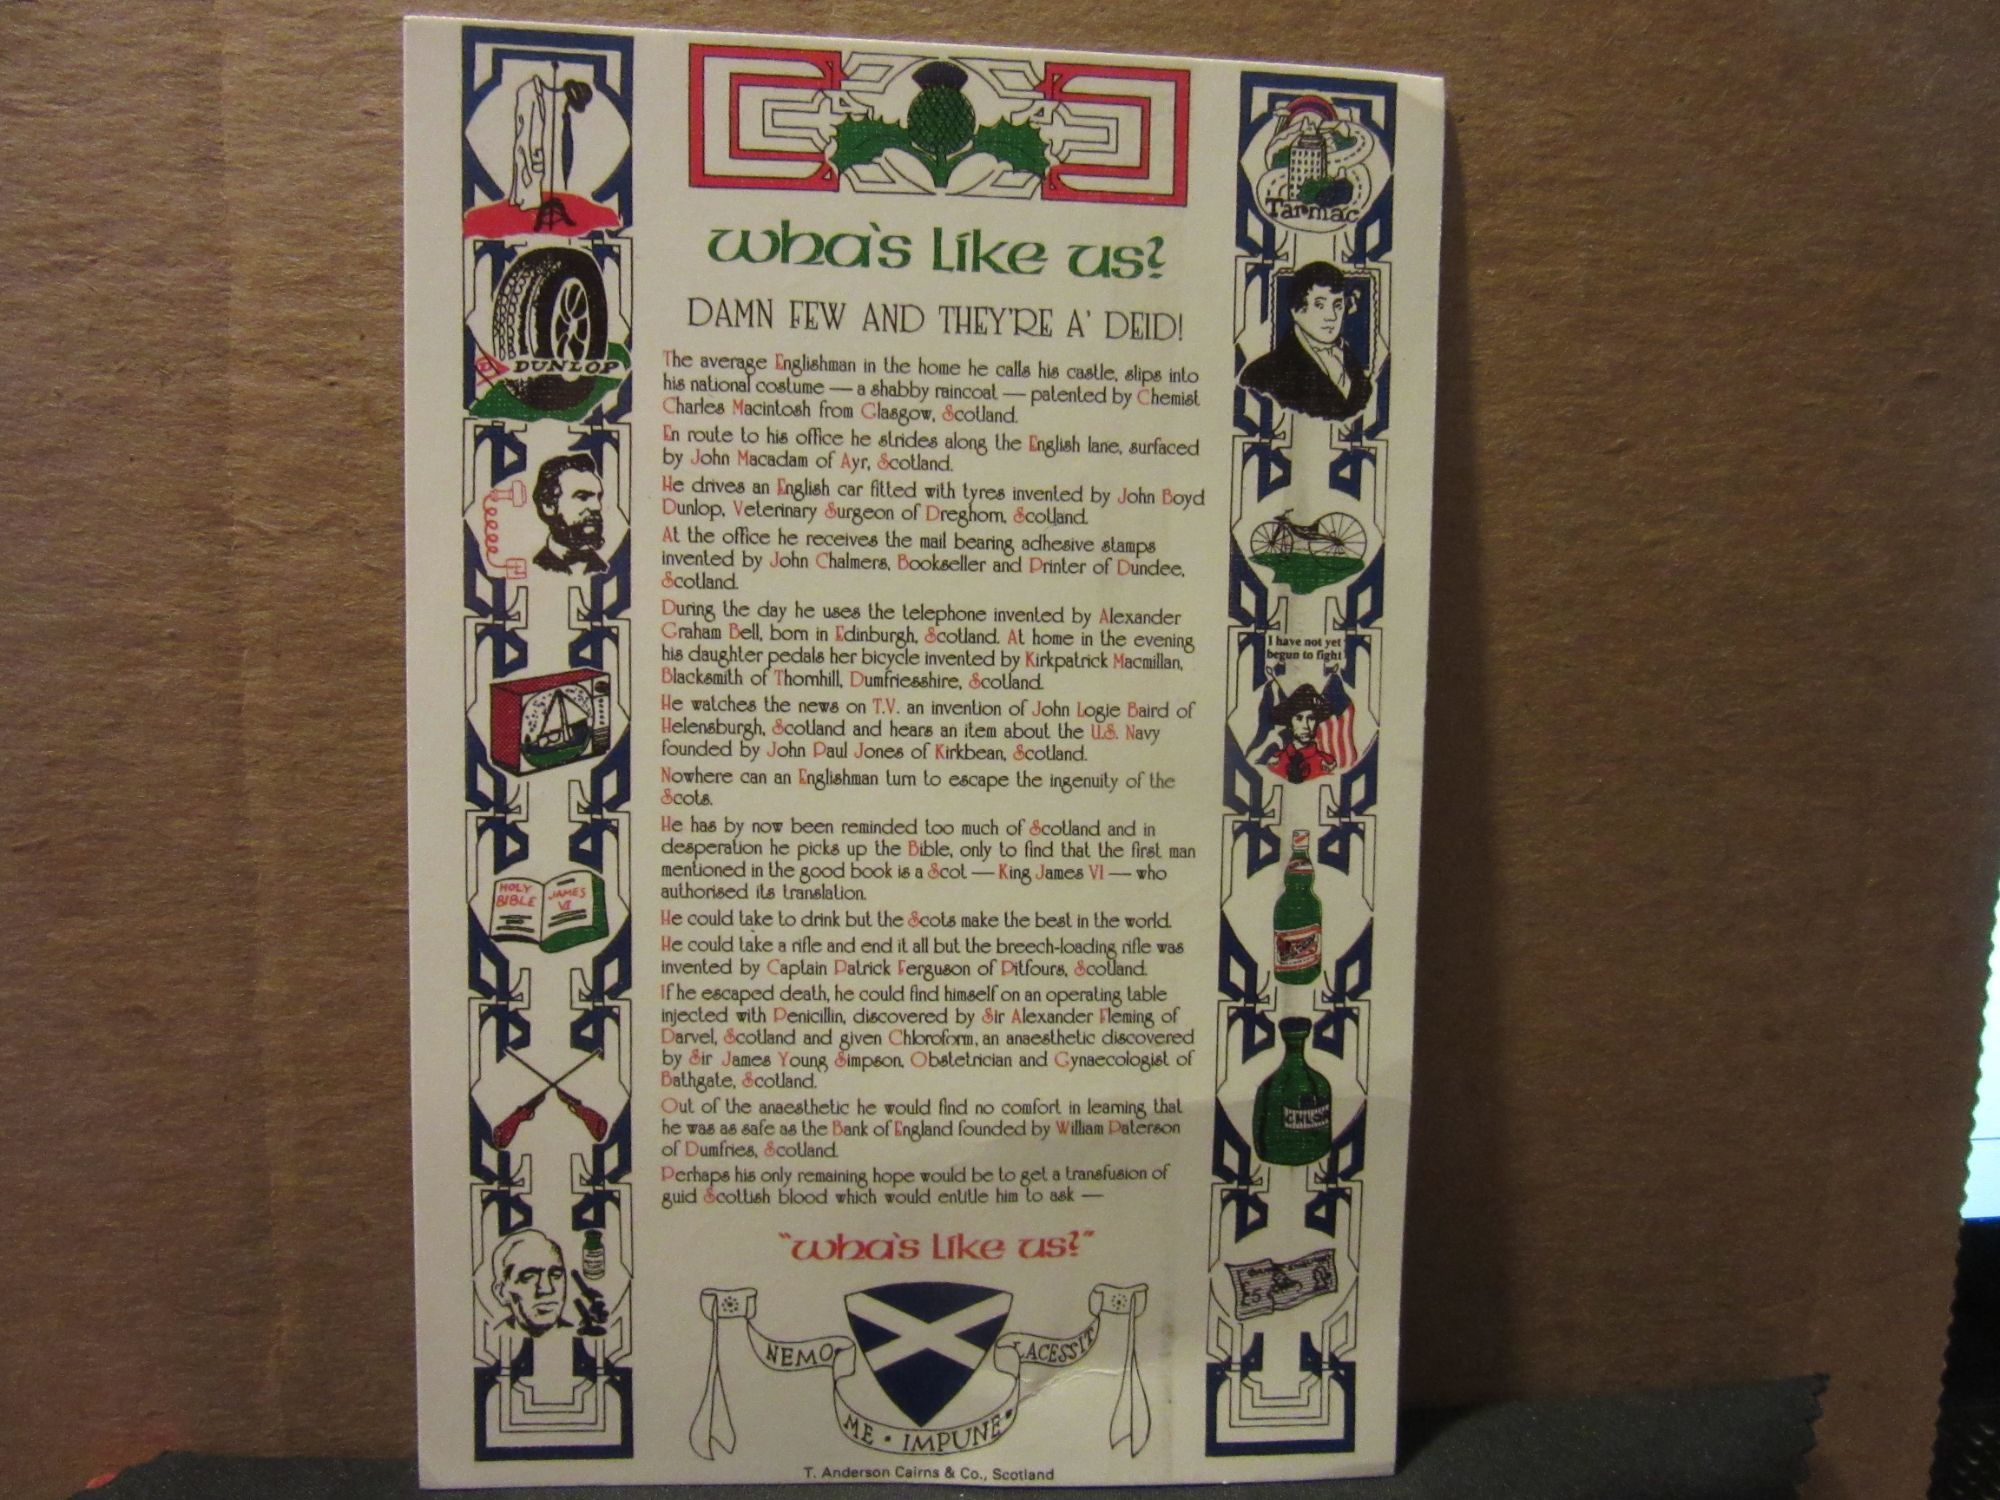 Tarmac
wha's like us?
DAMN FEW AND THEY'RE A' DEID!
The average Englishman in the home he calls his castle, slips into
his national costume — a shabby raincoat — patented by Chemist
Charles Macintosh from Glasgow, Scotland.
En route to his office he strides along the English lane, surfaced
by John Macadam of Ayr, Scotland.
He drives an English car fitted with tyres invented by John Boyd
Dunlop, Veterinary Surgeon of Dreghorn, Scotland.
At the office he receives the mail bearing adhesive stamps
invented by John Chalmers, Bookseller and Printer of Dundee,
Scotland.
During the day he uses the telephone invented by Alexander
Graham Bell, born in Edinburgh, Scotland. At home in the evening
his daughter pedals her bicycle invented by Kirkpatrick Macmillan,
Blacksmith of Thornhill, Dumfriesshire, Scotland.
He watches the news on T.V. an invention of John Logie Baird of
Helensburgh, Scotland and hears an item about the U.S. Navy
founded by John Paul Jones of Kirkbean, Scotland.
Nowhere can an Englishman turn to escape the ingenuity of the
Scots.
He has by now been reminded too much of Scotland and in
desperation he picks up the Bible, only to find that the first man
mentioned in the good book is a Scot — King James VI — who
authorised its translation.
He could take to drink but the Scots make the best in the world.
He could take a rifle and end it all but the breech-loading rifle was
invented by Captain Patrick Ferguson of Pitfours, Scotland.
If he escaped death, he could find himself on an operating table
injected with Penicillin, discovered by Sir Alexander Fleming of
Darvel, Scotland and given Chloroform, an anaesthetic discovered
by Sir James Young Simpson, Obstetrician and Gynaecologist of
Bathgate, Scotland.
Out of the anaesthetic he would find no comfort in learning that
he was as safe as the Bank of England founded by William Paterson
of Dumfries, Scotland.
Perhaps his only remaining hope would be to get a transfusion of
guid Scottish blood which would entitle him to ask —
"wha's like us?"
NEMO
ME • IMPUNE •
LACESSIT
T. Anderson Cairns & Co., Scotland
DUNLOP
HOLY
BIBLE
JAMES
VI
I have not yet
begun to fight
£5